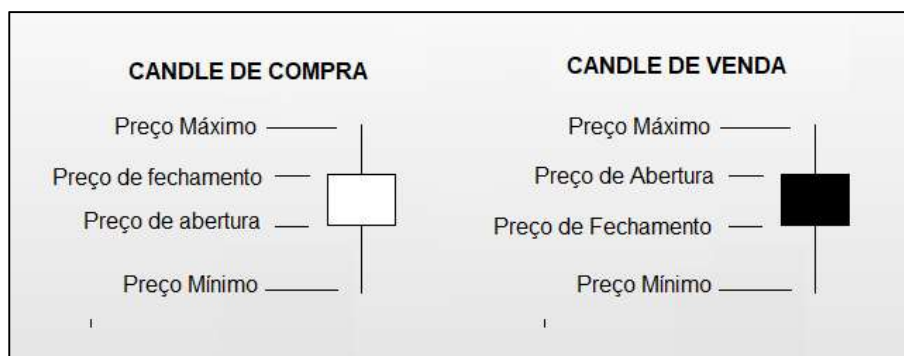 CANDLE DE COMPRA
Preço Máximo
Preço de fechamento
Preço de abertura
Preço Mínimo
CANDLE DE VENDA
Preço Máximo
Preço de Abertura
Preço de Fechamento
Preço Mínimo